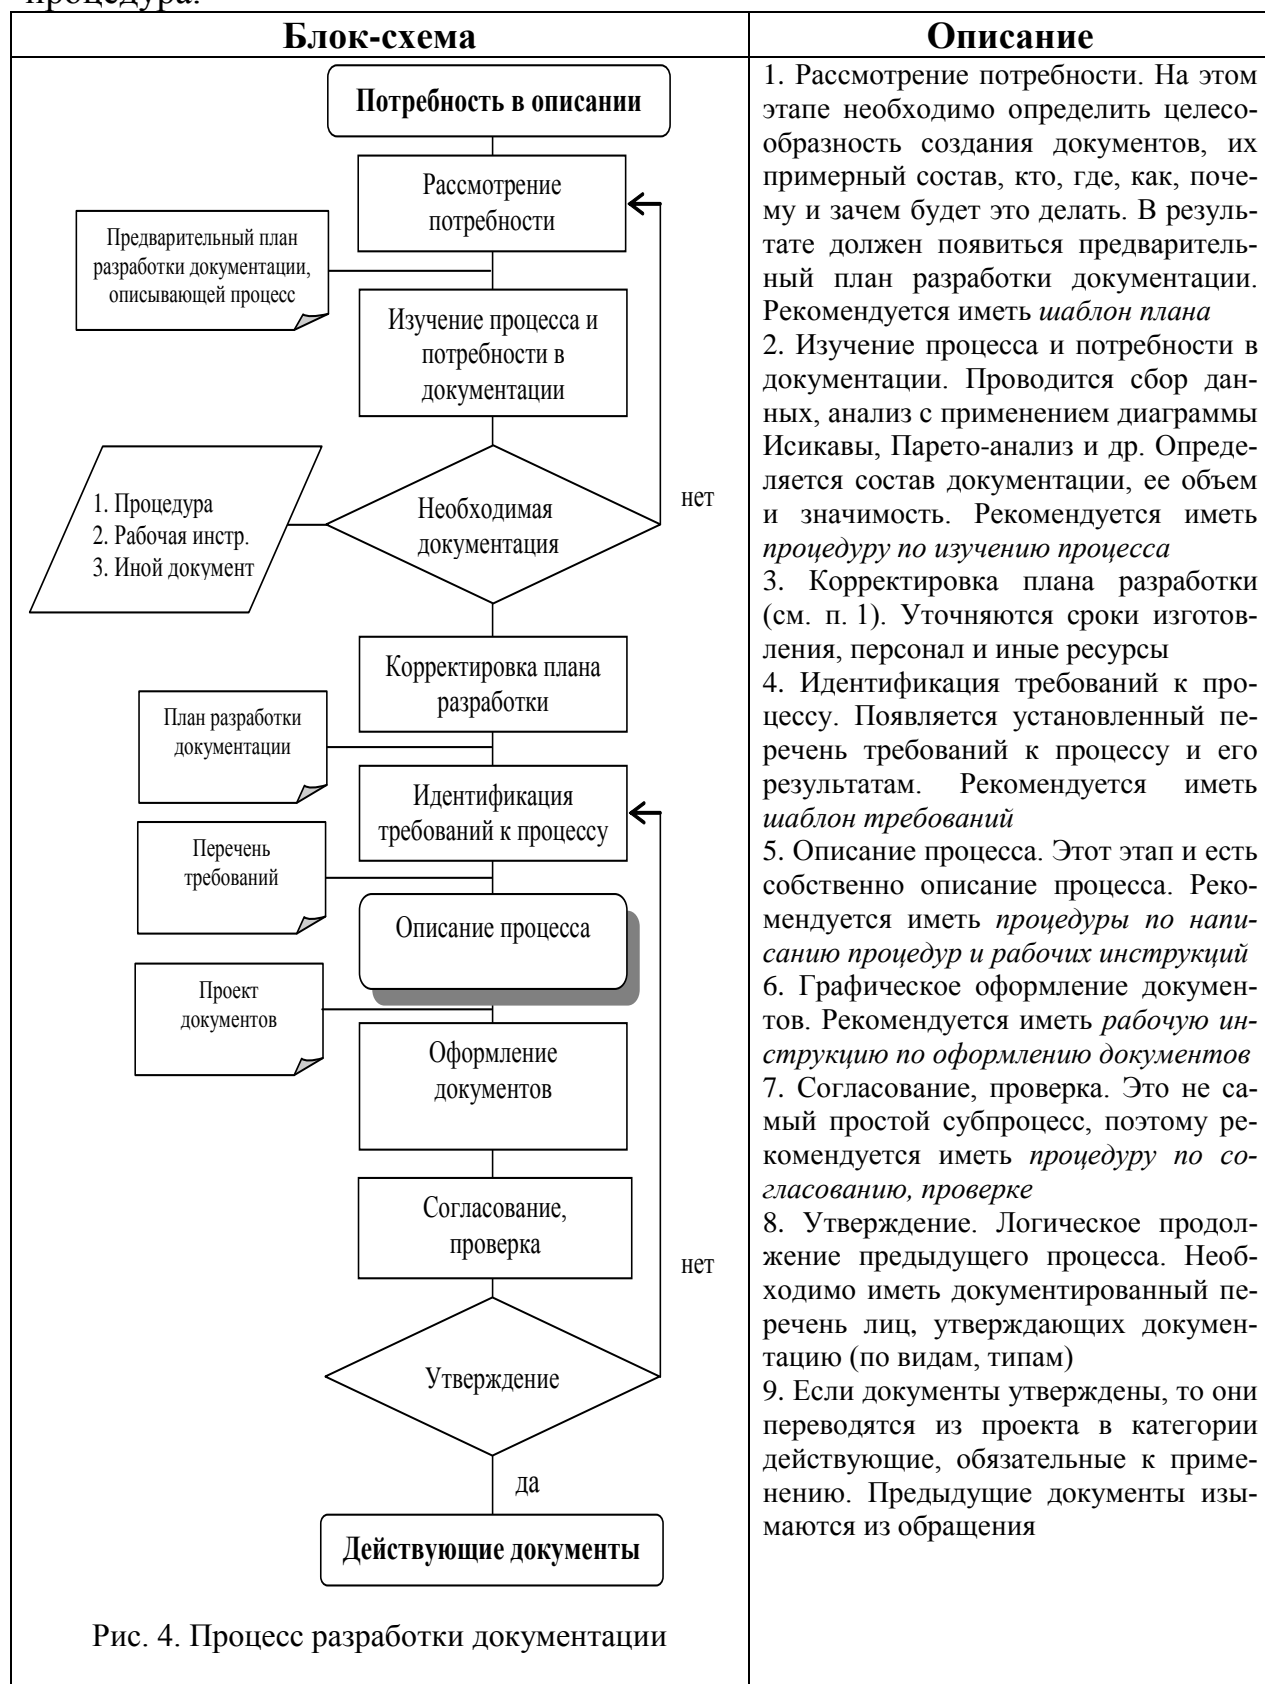 процедура.
Блок-схема
Описание
Потребность в описании
Рассмотрение
потребности
Предварительный план
разработки документации,
описывающей процесс
Изучение процесса и
потребности в
документации
Необходимая
документация
нет
1. Процедура
2. Рабочая инстр.
3. Иной документ
Корректировка плана
разработки
План разработки
документации
Идентификация
требований к процессу
Перечень
требований
Описание процесса
Проект
документов
Оформление
документов
Согласование,
проверка
нет
Утверждение
да
Действующие документы
Рис. 4. Процесс разработки документации
1. Рассмотрение потребности. На этом
этапе необходимо определить целесо-
образность создания документов, их
примерный состав, кто, где, как, поче-
му и зачем будет это делать. В резуль-
тате должен появиться предваритель-
ный план разработки документации.
Рекомендуется иметь шаблон плана
2. Изучение процесса и потребности в
документации. Проводится сбор дан-
ных, анализ с применением диаграммы
Исикавы, Парето-анализ и др. Опреде-
ляется состав документации, ее объем
и значимость. Рекомендуется иметь
процедуру по изучению процесса
3. Корректировка плана разработки
(см. п. 1). Уточняются сроки изготов-
ления, персонал и иные ресурсы
4. Идентификация требований к про-
цессу. Появляется установленный пе-
речень требований к процессу и его
результатам. Рекомендуется иметь
шаблон требований
5. Описание процесса. Этот этап и есть
собственно описание процесса. Реко-
мендуется иметь процедуры по напи-
санию процедур и рабочих инструкций
6. Графическое оформление докумен-
тов. Рекомендуется иметь рабочую ин-
струкцию по оформлению документов
7. Согласование, проверка. Это не са-
мый простой субпроцесс, поэтому ре-
комендуется иметь процедуру по со-
гласованию, проверке
8. Утверждение. Логическое продол-
жение предыдущего процесса. Необ-
ходимо иметь документированный пе-
речень лиц, утверждающих докумен-
тацию (по видам, типам)
9. Если документы утверждены, то они
переводятся из проекта в категории
действующие, обязательные к приме-
нению. Предыдущие документы изы-
маются из обращения